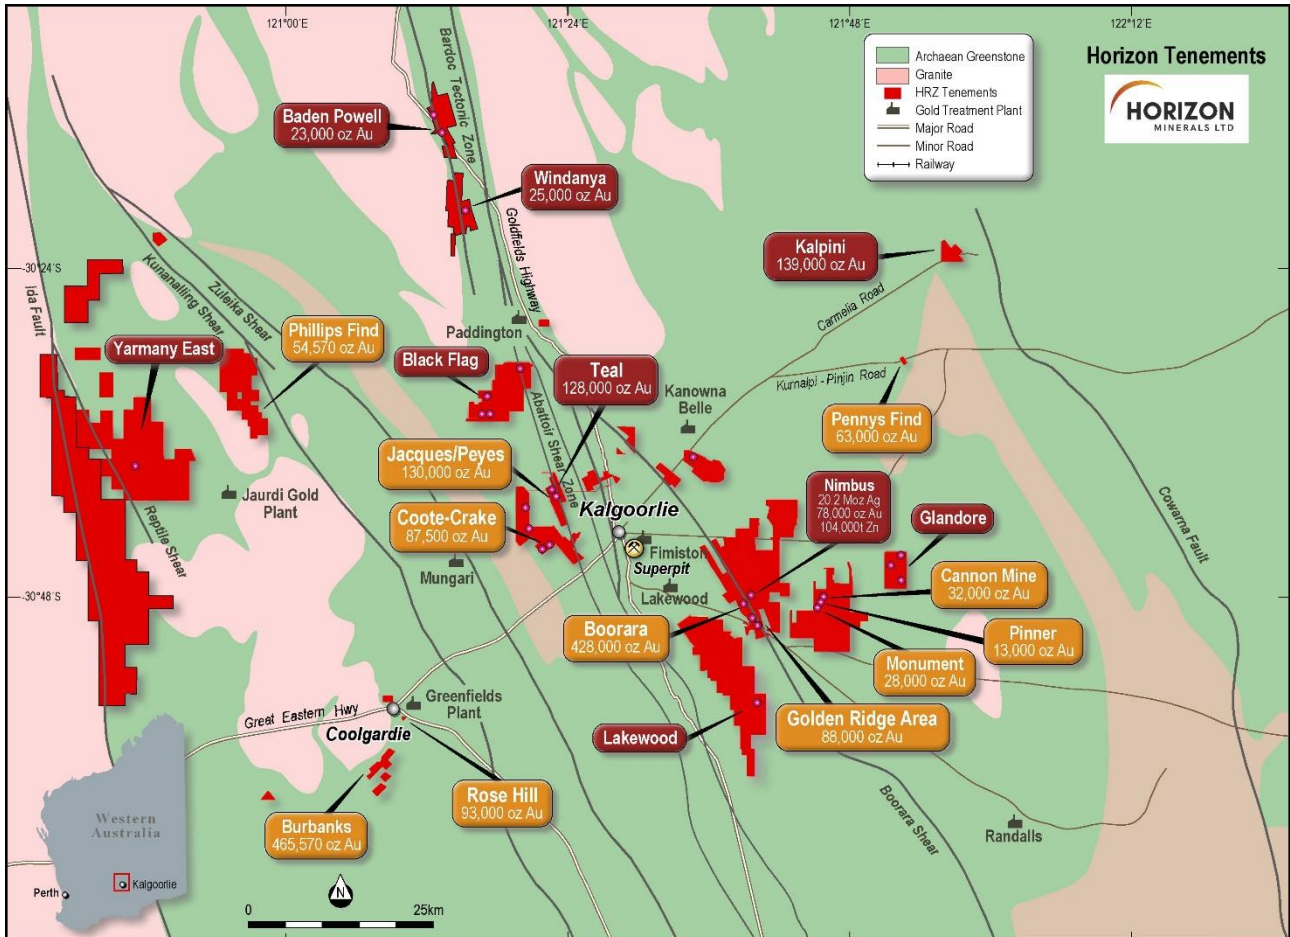 121°00'E
121°24'E
121°48'E
122°12'E
Archaean Greenstone
Granite
HRZ Tenements
Gold Treatment Plant
Major Road
Minor Road
Railway
Horizon Tenements
HORIZON
MINERALS LTD
Bardoc Tectonic Zone
Baden Powell
23,000 oz Au
Windanya
25,000 oz Au
Goldfields Highway
Kalpini
139,000 oz Au
-30°24'S
Ida Fault
Kunanalling Shear
Zuleika Shear
Carmelia Road
Phillips Find
54,570 oz Au
Paddington
Yarmany East
Black Flag
Teal
128,000 oz Au
Kurnalpi - Pinjin Road
Kanowna
Belle
Abattoir Shear Zone
Pennys Find
63,000 oz Au
Jacques/Peyes
130,000 oz Au
Nimbus
20.2 Moz Ag
78,000 oz Au
104,000t Zn
Jaurdi Gold
Plant
Reptile Shear
Coote-Crake
87,500 oz Au
Kalgoorlie
Glandore
Cowarna Fault
Fimiston
Superpit
Mungari
Lakewood
Cannon Mine
32,000 oz Au
-30°48'S
Boorara
428,000 oz Au
Pinner
13,000 oz Au
Monument
28,000 oz Au
Greenfields
Plant
Great Eastern Hwy
Coolgardie
Lakewood
Golden Ridge Area
88,000 oz Au
Rose Hill
93,000 oz Au
Boorara Shear
Burbanks
465,570 oz Au
Randalls
Western
Australia
Perth
Kalgoorlie
N
0
25km